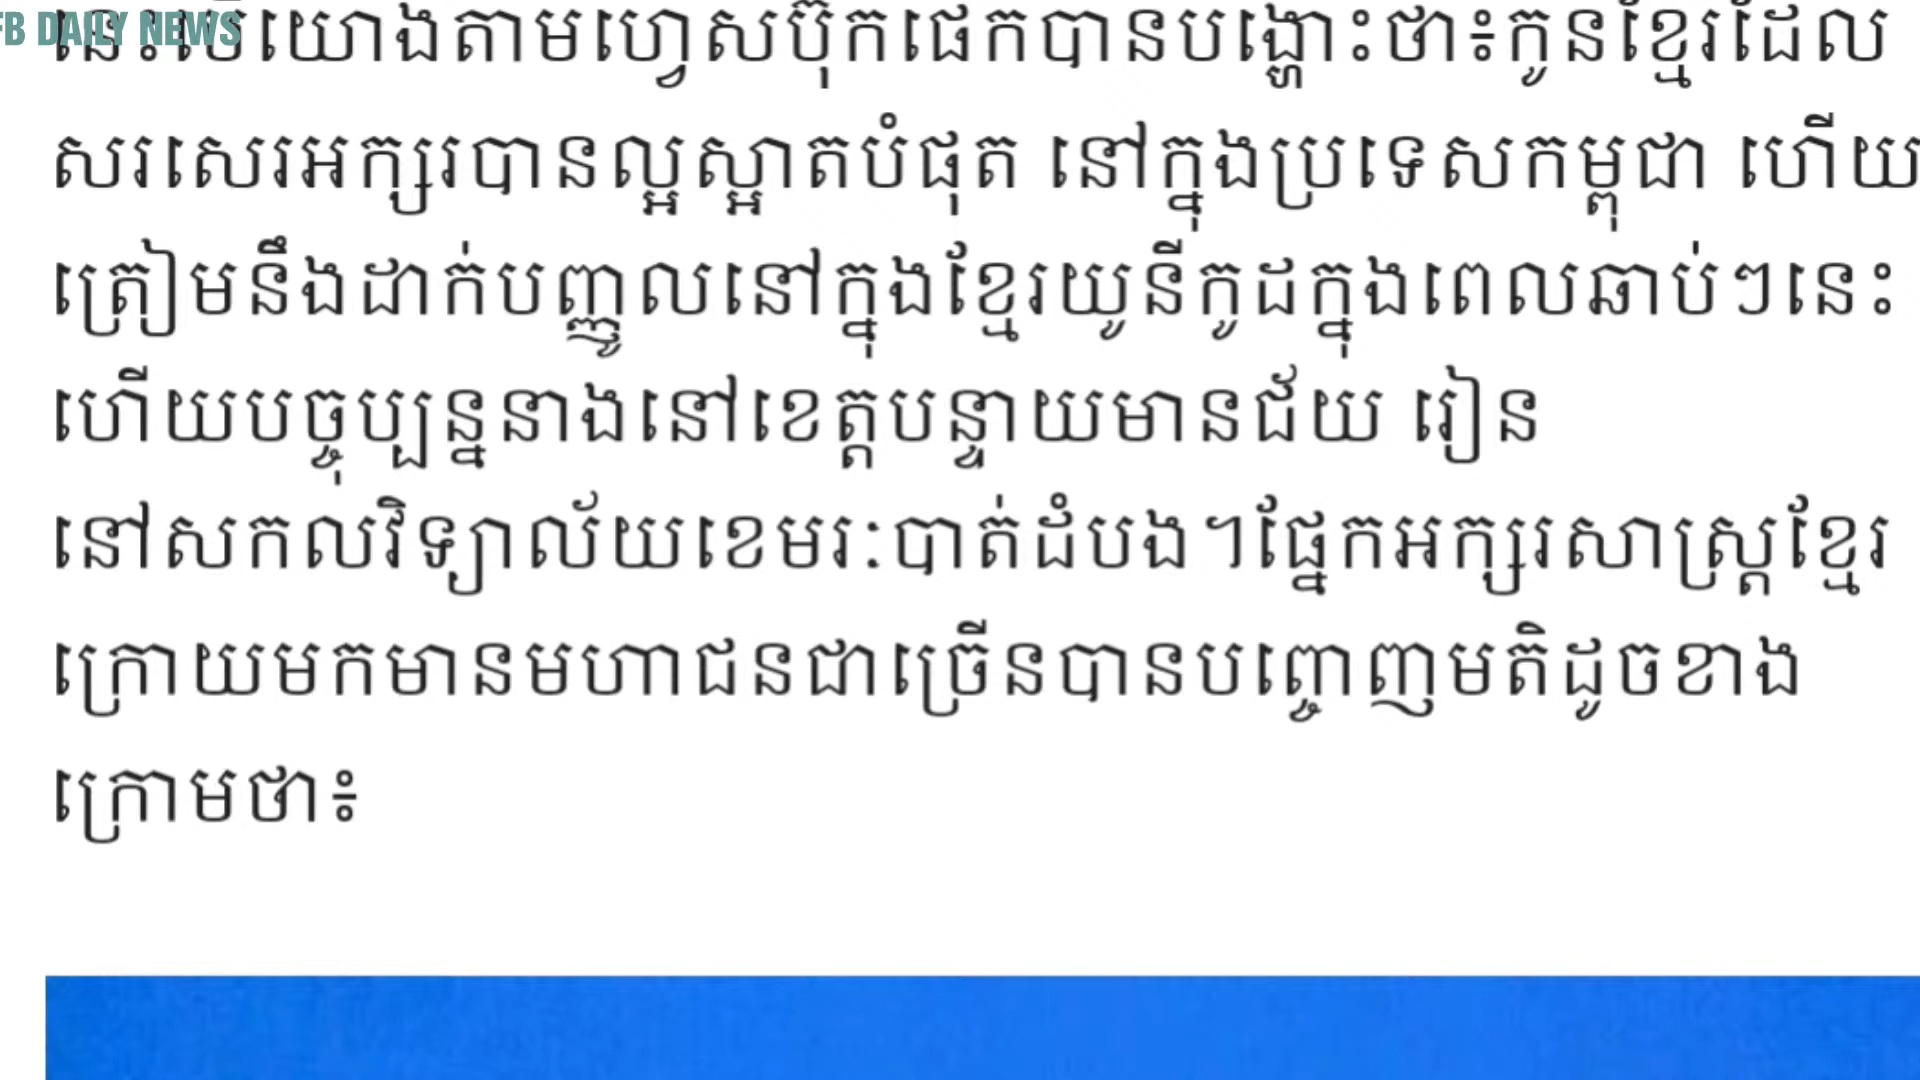 FB DAILY NEWS
នេះបើយោងតាមហ្វេសប៊ុកផេកបានបង្ហោះថា៖កូនខ្មែរដែល
សរសេរអក្សរបានល្អស្អាតបំផុត នៅក្នុងប្រទេសកម្ពុជា ហើយ
ត្រៀមនឹងដាក់បញ្ចូលនៅក្នុងខ្មែរយូនីកូដក្នុងពេលឆាប់ៗនេះ
ហើយបច្ចុប្បន្ននាងនៅខេត្តបន្ទាយមានជ័យ រៀន
នៅសកលវិទ្យាល័យខេមរៈបាត់ដំបង។ផ្នែកអក្សរសាស្ត្រខ្មែរ
ក្រោយមកមានមហាជនជាច្រើនបានបញ្ចេញមតិដូចខាង
ក្រោមថា៖